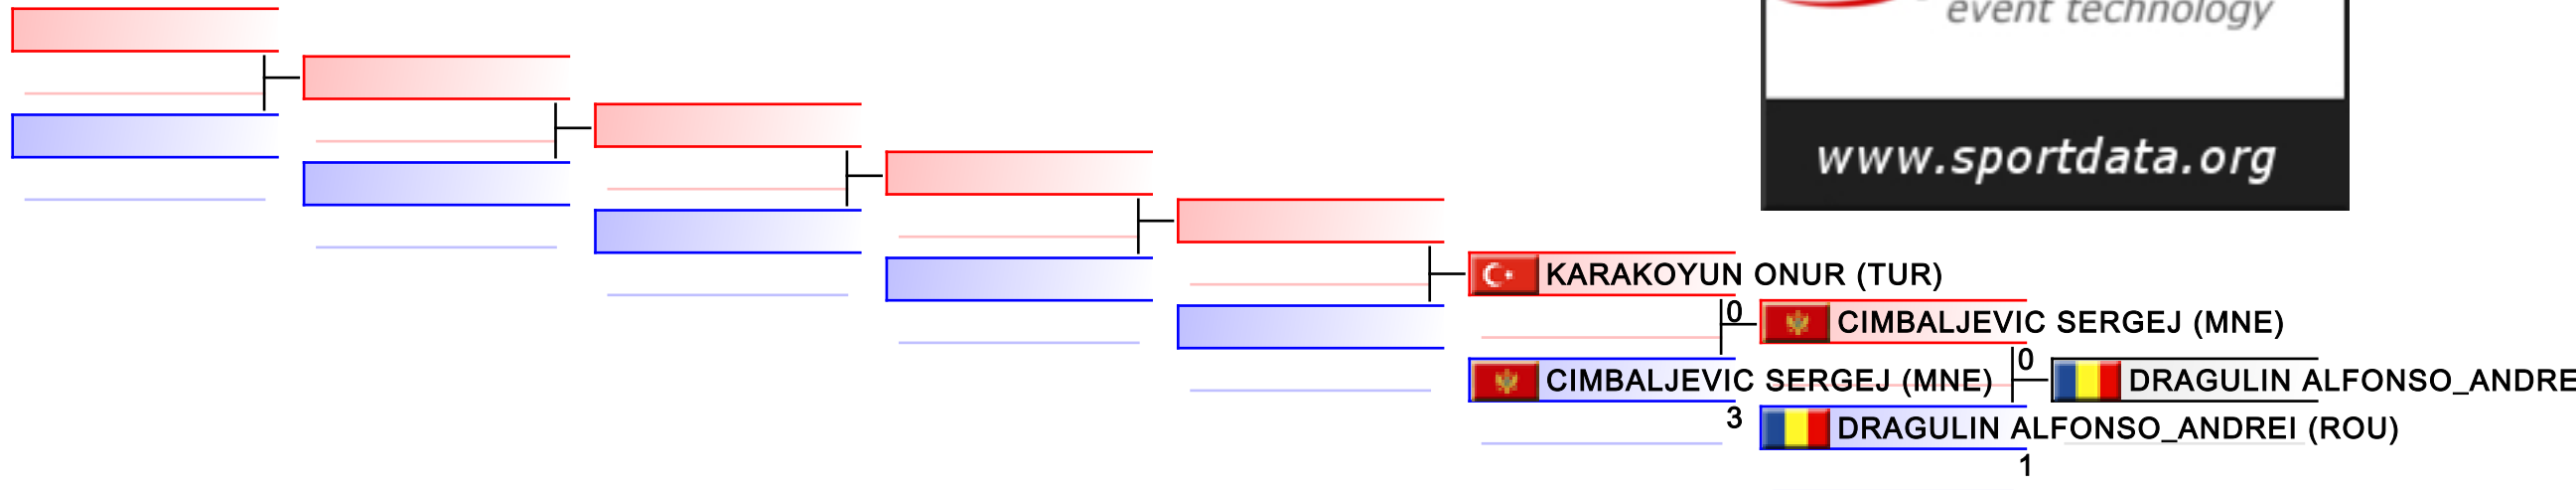 event technology
www.sportdata.org
KARAKOYUN ONUR (TUR)
0
CIMBALJEVIC SERGEJ (MNE)
0
CIMBALJEVIC SERGEJ (MNE)
DRAGULIN ALFONSO_ANDRE
3
DRAGULIN ALFONSO_ANDREI (ROU)
1